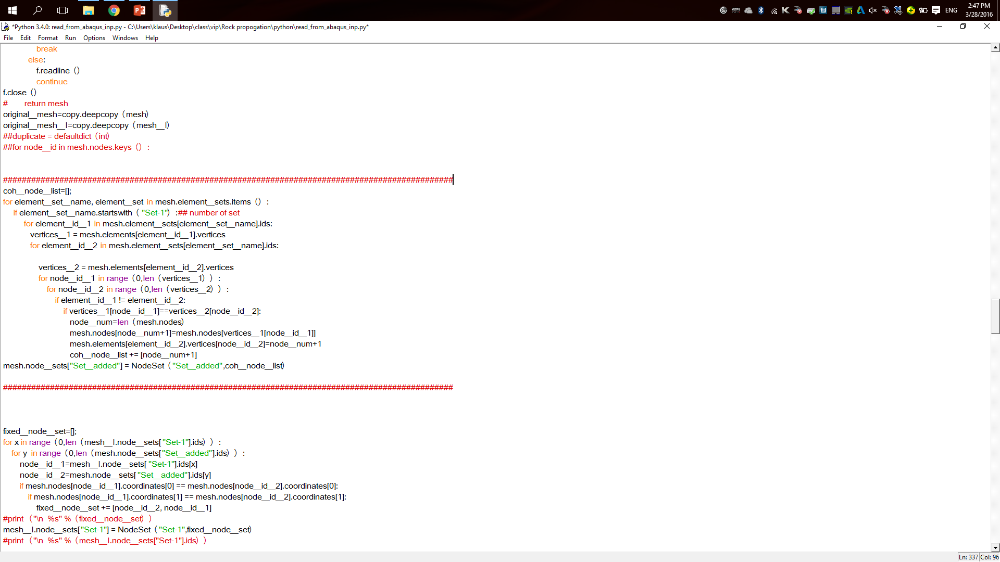 2:47 PM
ENG
3/28/2016
*Python 3.4.0: read_from_abaqus_inp.py - C:\Users\klaus\Desktop\class\vip\Rock propogation\python\read_from_abaqus_inp.py*
File Edit Format Run Options Windows Help
break
else:
f.readline ()
continue
f.close ()
# return mesh
original__mesh=copy.deepcopy (mesh)
original__mesh__l=copy.deepcopy (mesh__l)
##duplicate = defaultdict (int)
##for node__id in mesh.nodes.keys () :
################################################################################################
coh__node__list=[];
for element__set__name, element__set in mesh.element__sets.items () :
if element__set__name.startswith ( "Set-1") :## number of set
for element__id__1 in mesh.element__sets[element__set__name].ids:
vertices__1 = mesh.elements[element__id__1].vertices
for element__id__2 in mesh.element__sets[element__set__name].ids:
vertices__2 = mesh.elements[element__id__2].vertices
for node__id__1 in range (0,len (vertices__1) ) :
for node__id__2 in range (0,len (vertices__2) ) :
if element__id__1 != element__id__2:
if vertices__1[node__id__1]==vertices__2[node__id__2]:
node__num=len (mesh.nodes)
mesh.nodes[node__num+1]=mesh.nodes[vertices__1[node__id__1]]
mesh.elements[element__id__2].vertices[node__id__2]=node__num+1
coh__node__list += [node__num+1]
mesh.node__sets["Set__added"] = NodeSet ("Set__added",coh__node__list)
################################################################################################
fixed__node__set=[];
for x in range (0,len (mesh__l.node__sets["Set-1"].ids) ) :
for y in range (0,len (mesh.node__sets["Set__added"].ids) ) :
node__id__1=mesh__l.node__sets[ "Set-1"].ids[x]
node__id__2=mesh.node__sets[ "Set__added"].ids[y]
if mesh.nodes[node__id__1].coordinates[0] == mesh.nodes[node__id__2].coordinates[0]:
if mesh.nodes[node__id__1].coordinates[1] == mesh.nodes[node__id__2].coordinates[1]:
fixed__node__set += [node__id__2, node__id__1]
#print ("\n %s" % (fixed__node__set) )
mesh__l.node__sets["Set-1"] = NodeSet ("Set-1",fixed__node__set)
#print ("\n %s" % (mesh__l.node__sets["Set-1"].ids) )
Ln: 337 Col: 96